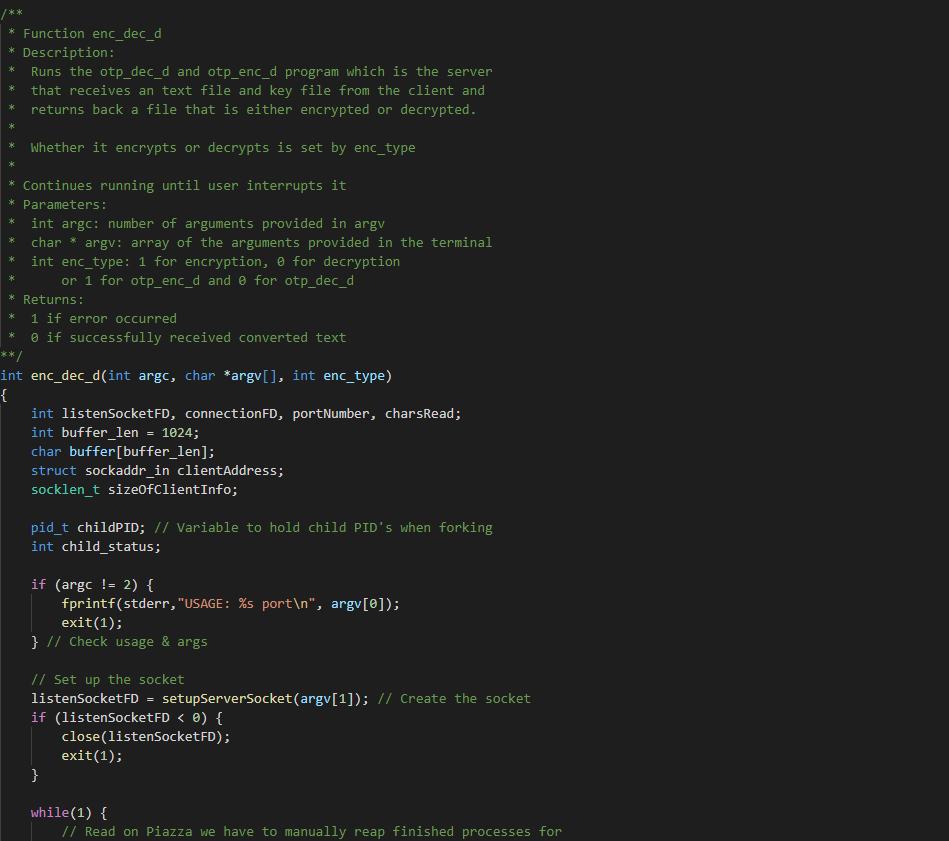 /**
 * Function enc_dec_d
 * Description:
 *  Runs the otp_dec_d and otp_enc_d program which is the server
 *  that receives an text file and key file from the client and
 *  returns back a file that is either encrypted or decrypted.
 *
 *  Whether it encrypts or decrypts is set by enc_type
 *
 * Continues running until user interrupts it
 * Parameters:
 *  int argc: number of arguments provided in argv
 *  char * argv: array of the arguments provided in the terminal
 *  int enc_type: 1 for encryption, 0 for decryption
 *      or 1 for otp_enc_d and 0 for otp_dec_d
 * Returns:
 *  1 if error occurred
 *  0 if successfully received converted text
**/
int enc_dec_d(int argc, char *argv[], int enc_type)
{
    int listenSocketFD, connectionFD, portNumber, charsRead;
    int buffer_len = 1024;
    char buffer[buffer_len];
    struct sockaddr_in clientAddress;
    socklen_t sizeOfClientInfo;

    pid_t childPID; // Variable to hold child PID's when forking
    int child_status;

    if (argc != 2) {
        fprintf(stderr,"USAGE: %s port\n", argv[0]);
        exit(1);
    } // Check usage & args

    // Set up the socket
    listenSocketFD = setupServerSocket(argv[1]); // Create the socket
    if (listenSocketFD < 0) {
        close(listenSocketFD);
        exit(1);
    }

    while(1) {
        // Read on Piazza we have to manually reap finished processes for